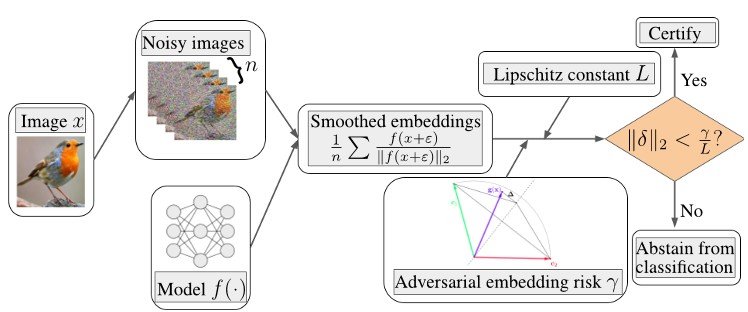 Image x
Noisy images
n
Model f(·)
Smoothed embeddings
1/n ∑ f(x+ε)/‖f(x+ε)‖₂
Lipschitz constant L
g(x)
Adversarial embedding risk γ
‖δ‖₂ < γ/L?
Yes
Certify
No
Abstain from
classification